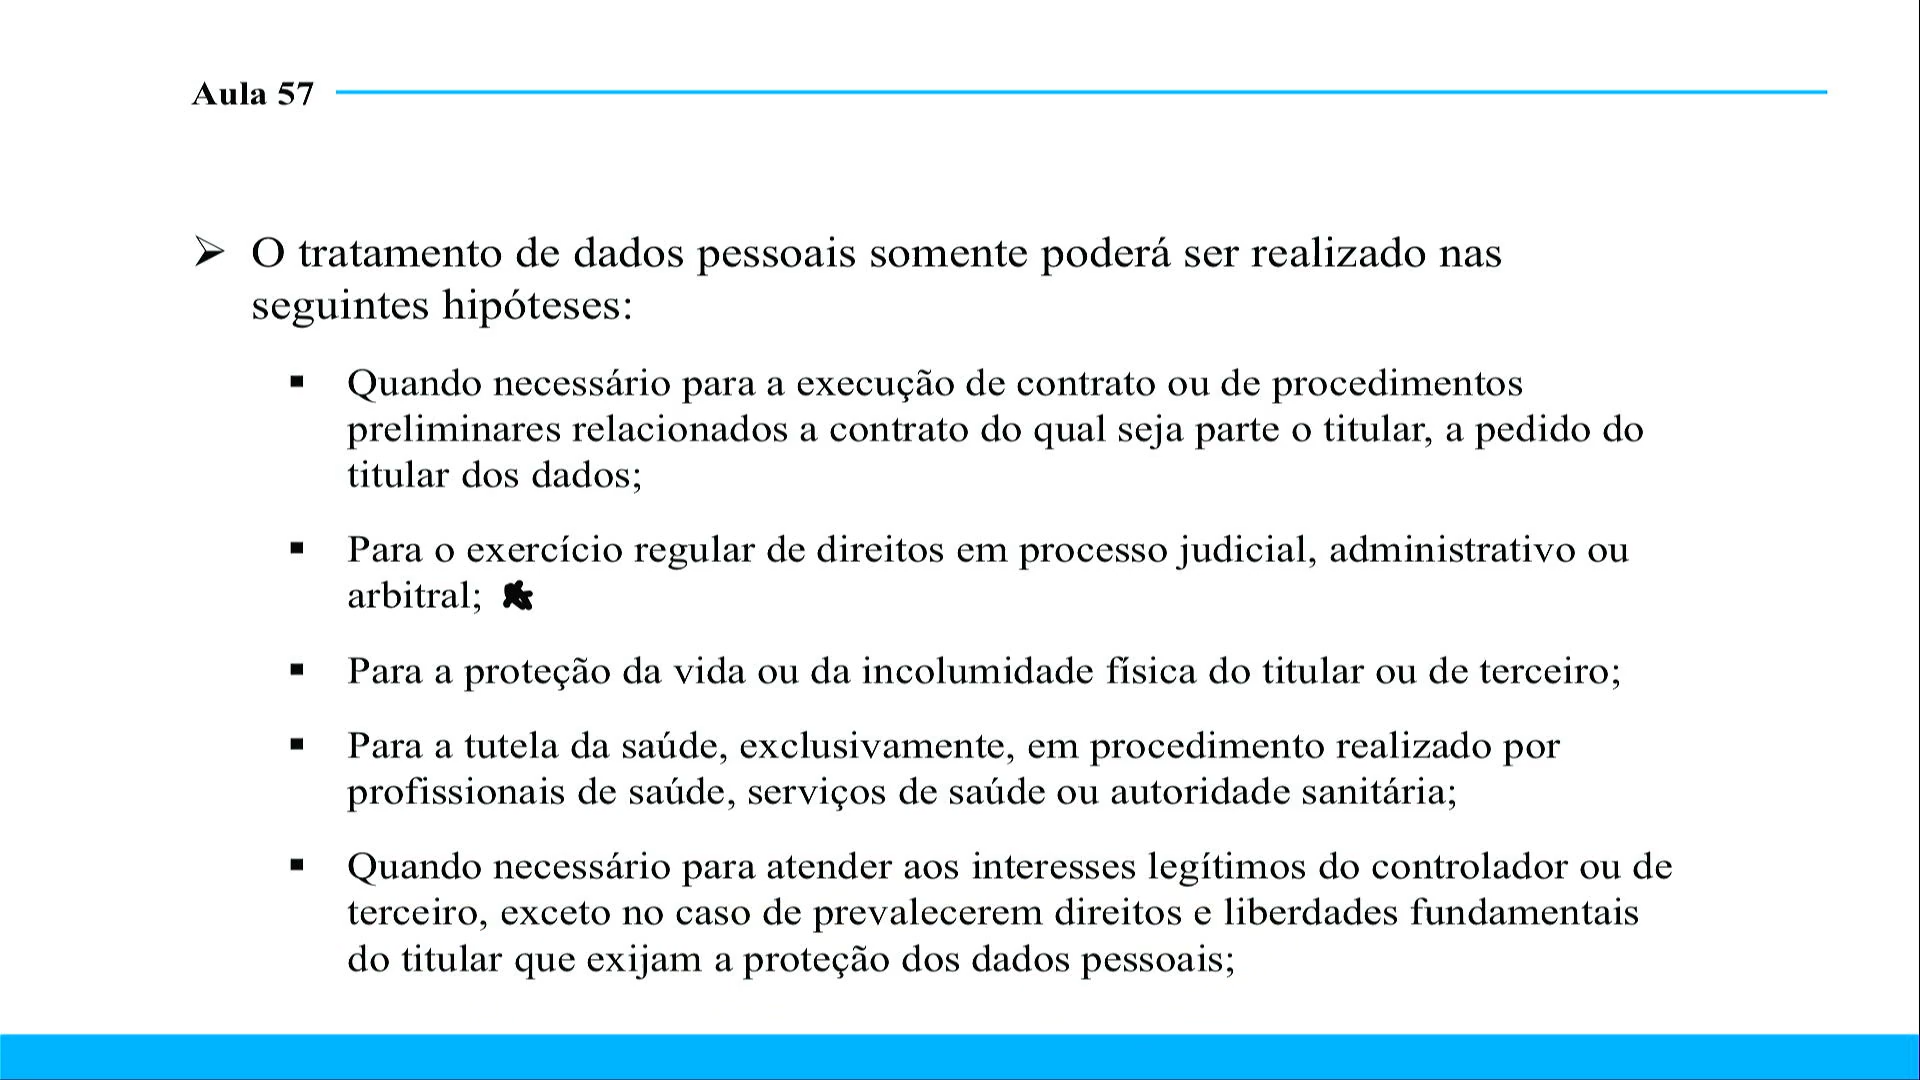 Aula 57
➢ O tratamento de dados pessoais somente poderá ser realizado nas
seguintes hipóteses:
▪ Quando necessário para a execução de contrato ou de procedimentos
preliminares relacionados a contrato do qual seja parte o titular, a pedido do
titular dos dados;
▪ Para o exercício regular de direitos em processo judicial, administrativo ou
arbitral;
▪ Para a proteção da vida ou da incolumidade física do titular ou de terceiro;
▪ Para a tutela da saúde, exclusivamente, em procedimento realizado por
profissionais de saúde, serviços de saúde ou autoridade sanitária;
▪ Quando necessário para atender aos interesses legítimos do controlador ou de
terceiro, exceto no caso de prevalecerem direitos e liberdades fundamentais
do titular que exijam a proteção dos dados pessoais;